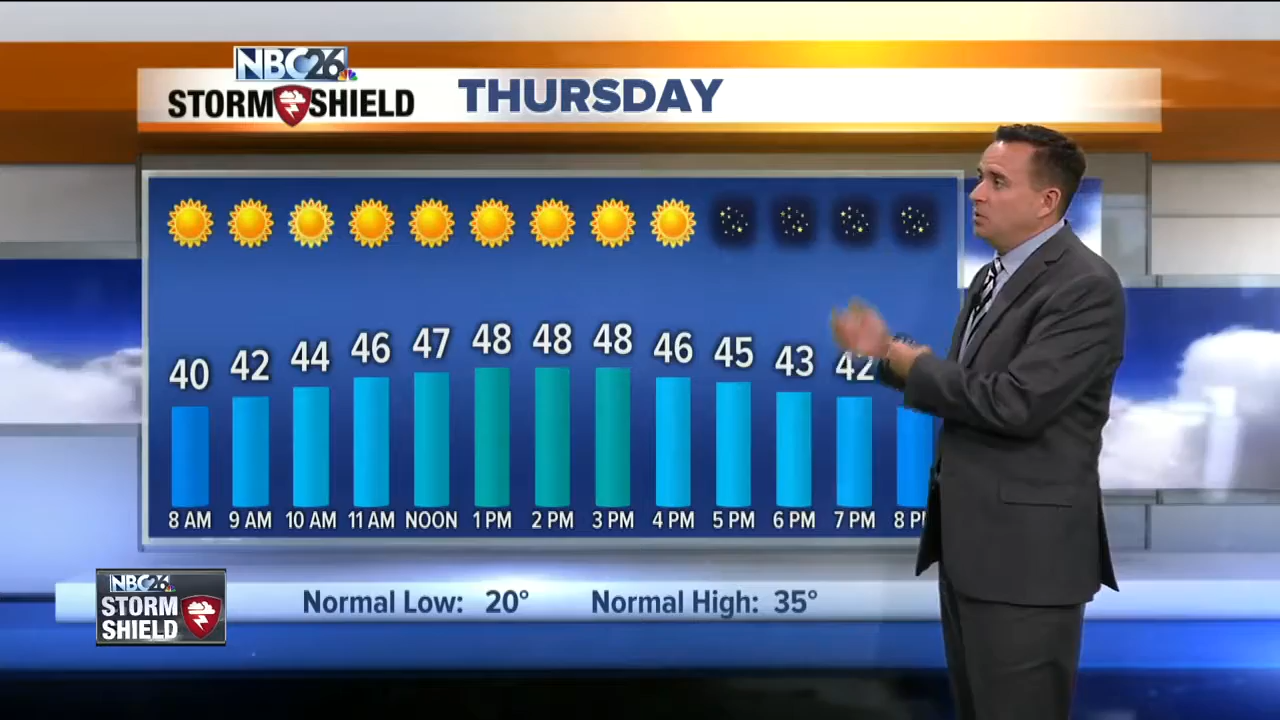 NBC26
STORM SHIELD
THURSDAY
40 42 44 46 47 48 48 48 46 45 43 42
8 AM 9 AM 10 AM 11 AM NOON 1 PM 2 PM 3 PM 4 PM 5 PM 6 PM 7 PM 8
NBC26
STORM
SHIELD
Normal Low: 20° Normal High: 35°